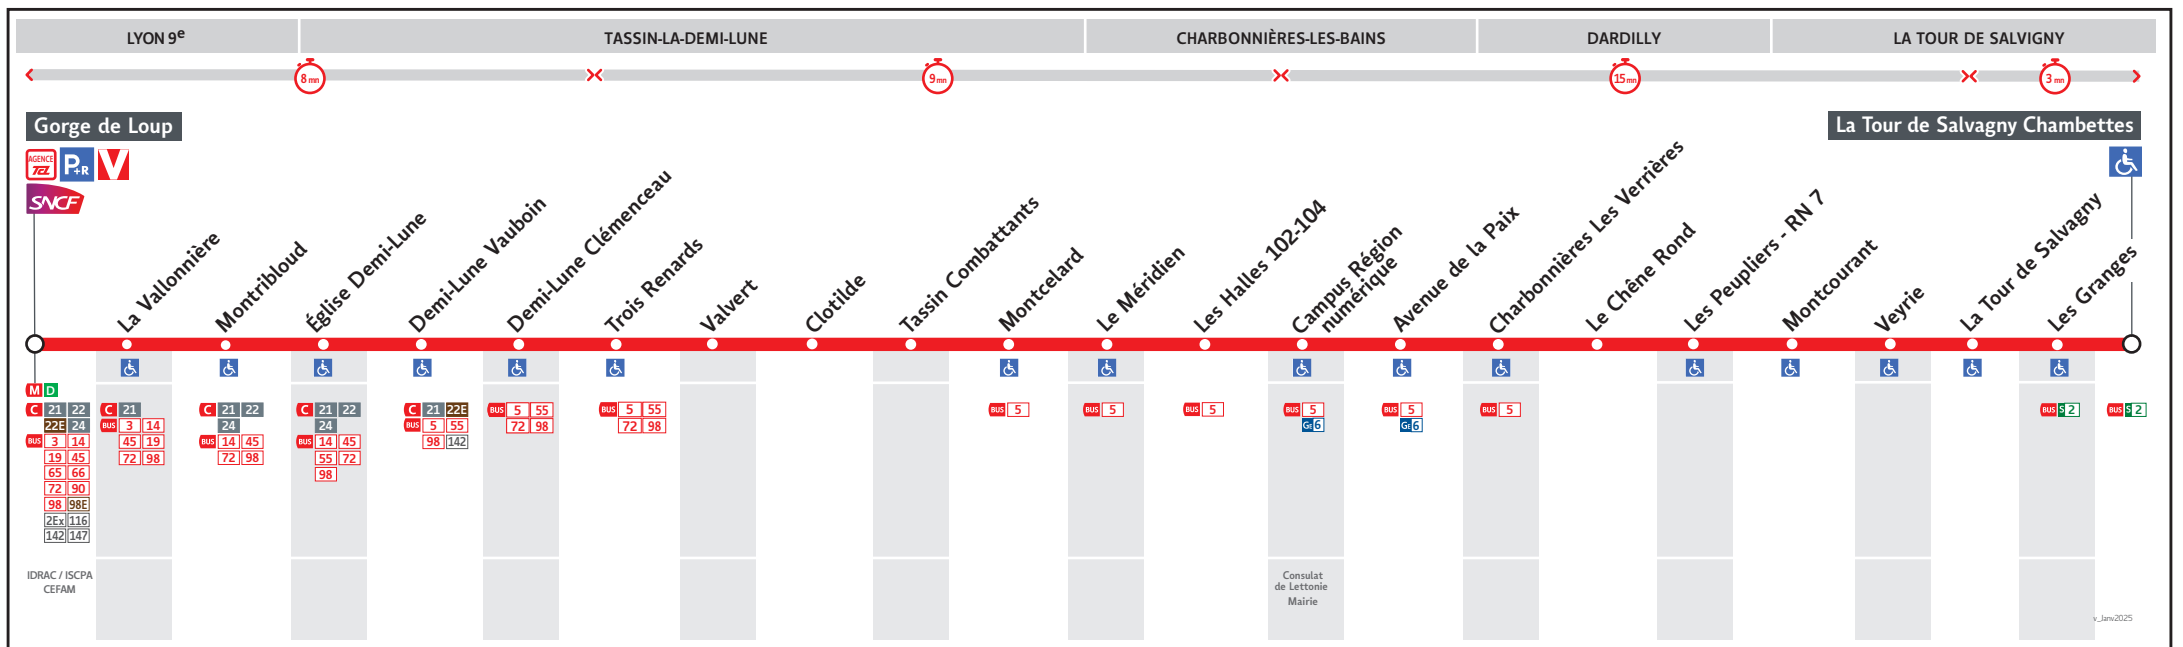 LYON 9e
TASSIN-LA-DEMI-LUNE
CHARBONNIÈRES-LES-BAINS
DARDILLY
LA TOUR DE SALVIGNY
8 mn
9 mn
15 mn
3 mn
Gorge de Loup
La Tour de Salvagny Chambettes
AGENCE
TCL
P+R
V
SNCF
La Vallonnière
Montribloud
Église Demi-Lune
Demi-Lune Vauboin
Demi-Lune Clémenceau
Trois Renards
Valvert
Clotilde
Tassin Combattants
Montcelard
Le Méridien
Les Halles 102-104
Campus Région
numérique
Avenue de la Paix
Charbonnières Les Verrières
Le Chêne Rond
Les Peupliers - RN 7
Montcourant
Veyrie
La Tour de Salvagny
Les Granges
M D
C 21 22
22E 24
BUS 3 14
19 45
65 66
72 90
98 98E
2Ex 116
142 147
C 21
BUS 3 14
45 19
72 98
C 21 22
24
BUS 14 45
72 98
C 21 22
24
BUS 14 45
55 72
98
C 21 22E
BUS 5 55
98 142
BUS 5 55
72 98
BUS 5 55
72 98
BUS 5
BUS 5
BUS 5
BUS 5
GE 6
BUS 5
GE 6
BUS 5
BUS S 2
BUS S 2
IDRAC / ISCPA
CEFAM
Consulat
de Lettonie
Mairie
v_Janv2025